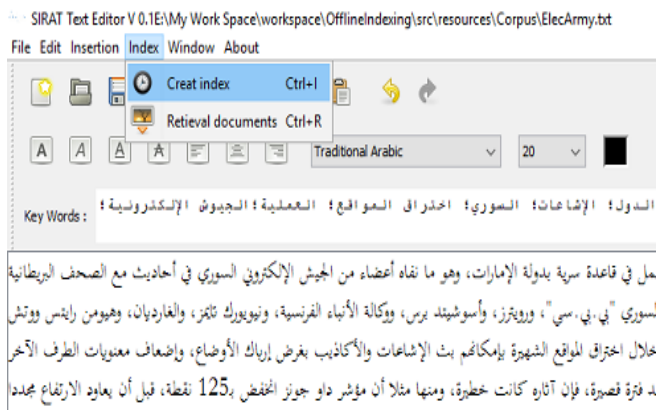 SIRAT Text Editor V 0.1E:\My Work Space\workspace\OfflineIndexing\src\resources\Corpus\ElecArmy.txt
File Edit Insertion Index Window About
Creat index Ctrl+I
Retieval documents Ctrl+R
A A A A Traditional Arabic 20
Key Words : الدول؛ الإشاعات؛ السوري؛ اختراق المواقع؛ العملية؛ الجيوش الإلكترونية؛
مل في قاعدة سرية بدولة الإمارات، وهو ما نفاه أعضاء من الجيش الإلكتروني السوري في أحاديث مع الصحف البريطانية
لسوري "بي.بي.سي"، ورويترز، وأسوشيتد برس، ووكالة الأنباء الفرنسية، ونيويورك تايمز، والغارديان، وهيومن رايتس ووتش
خلال اختراق المواقع الشهيرة بإمكانهم بث الإشاعات والأكاذيب بغرض إرباك الأوضاع، وإضعاف معنويات الطرف الآخر
د فترة قصيرة، فإن آثاره كانت خطيرة، ومنها مثلا أن مؤشر داو جونز انخفض بـ125 نقطة، قبل أن يعاود الارتفاع مجددا